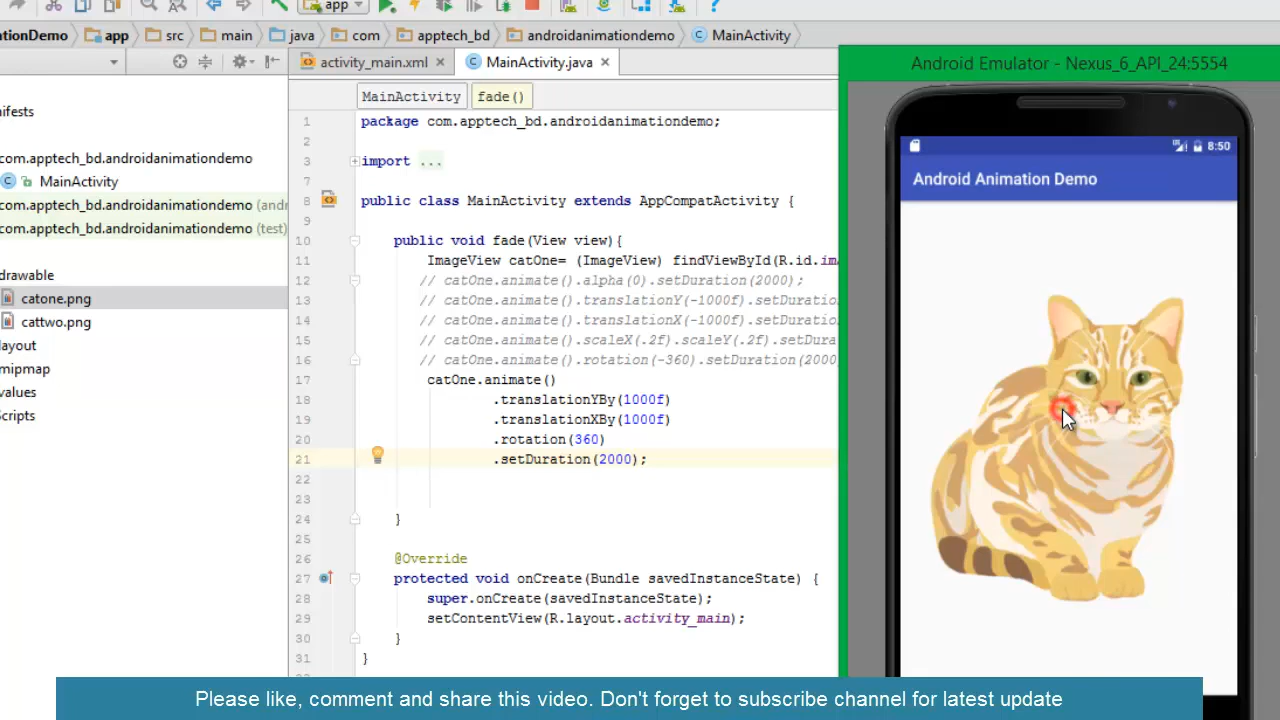 app
ationDemo app src main java com apptech_bd androidanimationdemo MainActivity
activity_main.xml MainActivity.java
Android Emulator - Nexus_6_API_24:5554
MainActivity fade()
nifests
com.apptech_bd.androidanimationdemo
MainActivity
com.apptech_bd.androidanimationdemo (andr
com.apptech_bd.androidanimationdemo (test)
drawable
catone.png
cattwo.png
layout
mipmap
values
Scripts
1 package com.apptech_bd.androidanimationdemo;
2
3 import ...
7
8 public class MainActivity extends AppCompatActivity {
9
10 public void fade(View view){
11 ImageView catOne= (ImageView) findViewById(R.id.ima
12 // catOne.animate().alpha(0).setDuration(2000);
13 // catOne.animate().translationY(-1000f).setDuratio
14 // catOne.animate().translationX(-1000f).setDuratio
15 // catOne.animate().scaleX(.2f).scaleY(.2f).setDura
16 // catOne.animate().rotation(-360).setDuration(2000
17 catOne.animate()
18 .translationYBy(1000f)
19 .translationXBy(1000f)
20 .rotation(360)
21 .setDuration(2000);
22
23
24 }
25
26 @Override
27 protected void onCreate(Bundle savedInstanceState) {
28 super.onCreate(savedInstanceState);
29 setContentView(R.layout.activity_main);
30 }
31 }
8:50
Android Animation Demo
Please like, comment and share this video. Don't forget to subscribe channel for latest update